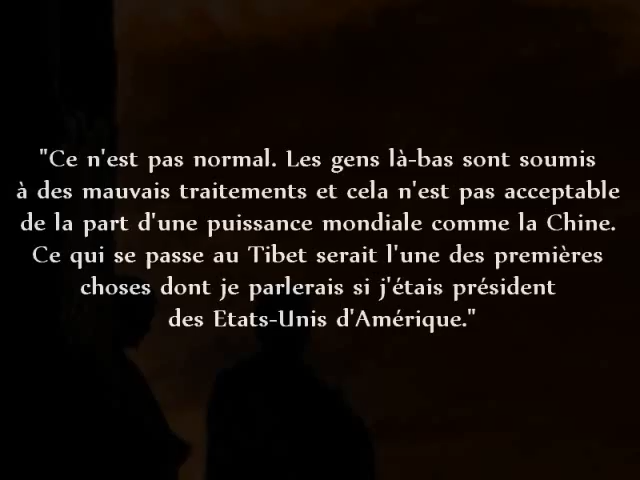 "Ce n'est pas normal. Les gens là-bas sont soumis
à des mauvais traitements et cela n'est pas acceptable
de la part d'une puissance mondiale comme la Chine.
Ce qui se passe au Tibet serait l'une des premières
choses dont je parlerais si j'étais président
des Etats-Unis d'Amérique."